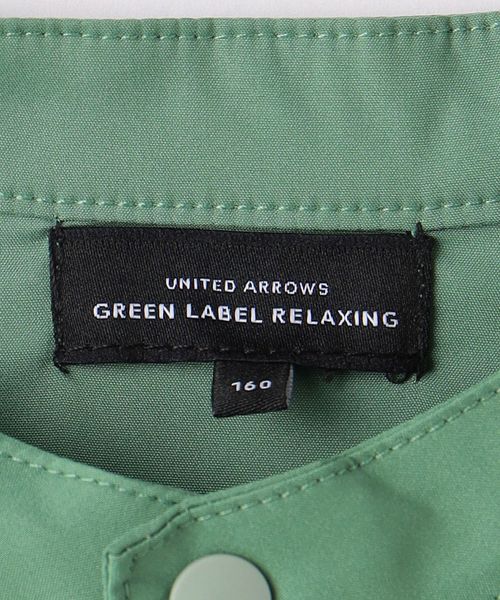 UNITED ARROWS
GREEN LABEL RELAXING
160